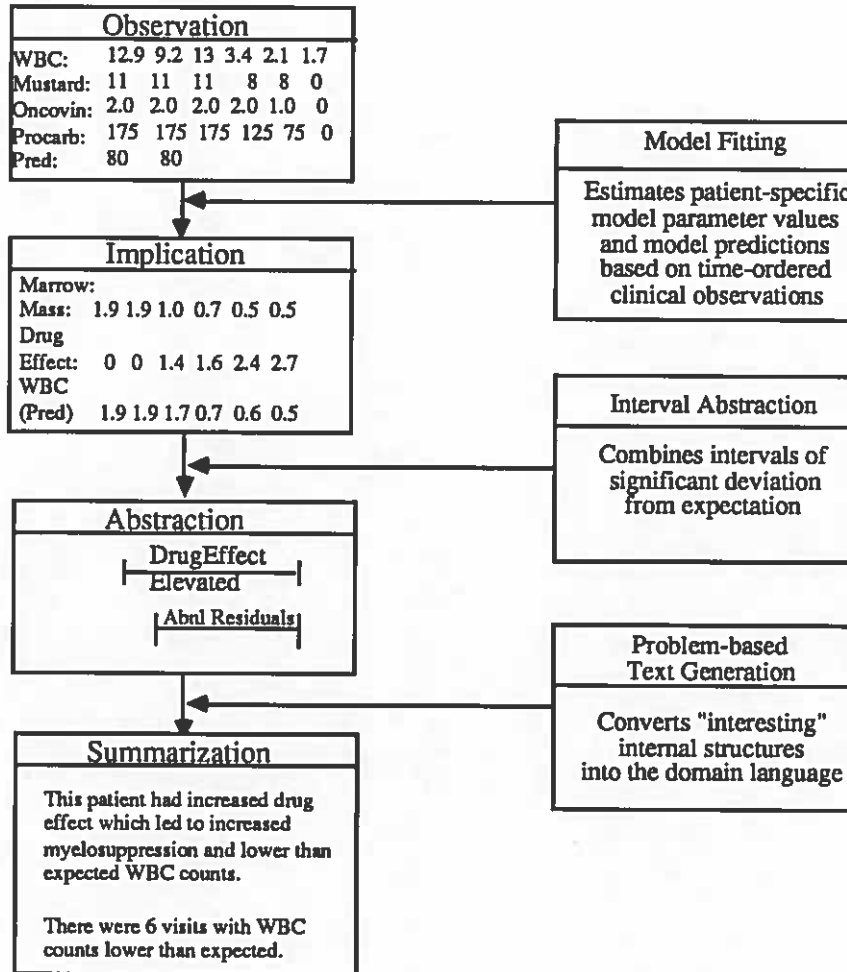 Observation
WBC: 12.9 9.2 13 3.4 2.1 1.7
Mustard: 11 11 11 8 8 0
Oncovin: 2.0 2.0 2.0 2.0 1.0 0
Procarb: 175 175 175 125 75 0
Pred: 80 80
Model Fitting
Estimates patient-specific
model parameter values
and model predictions
based on time-ordered
clinical observations
Implication
Marrow:
Mass: 1.9 1.9 1.0 0.7 0.5 0.5
Drug
Effect: 0 0 1.4 1.6 2.4 2.7
WBC
(Pred) 1.9 1.9 1.7 0.7 0.6 0.5
Interval Abstraction
Combines intervals of
significant deviation
from expectation
Abstraction
DrugEffect
Elevated
Abnl Residuals
Problem-based
Text Generation
Converts "interesting"
internal structures
into the domain language
Summarization
This patient had increased drug
effect which led to increased
myelosuppression and lower than
expected WBC counts.
There were 6 visits with WBC
counts lower than expected.